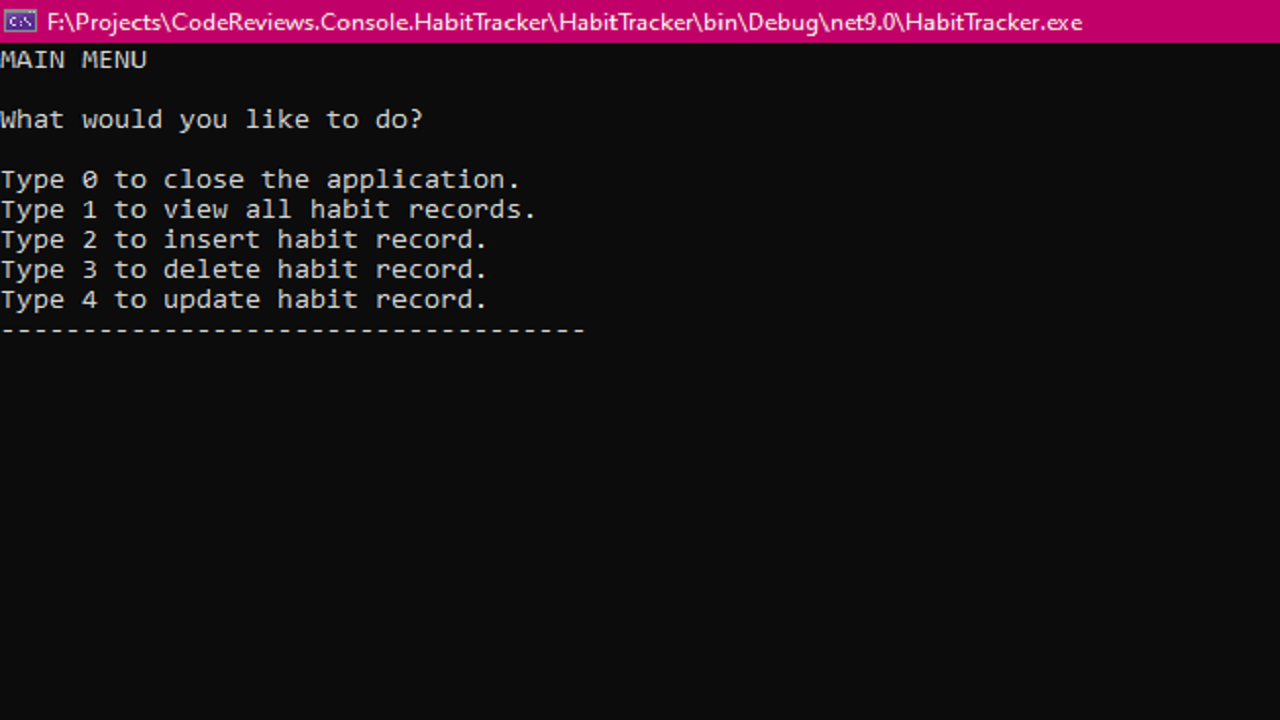 F:\Projects\CodeReviews.Console.HabitTracker\HabitTracker\bin\Debug\net9.0\HabitTracker.exe
MAIN MENU
What would you like to do?
Type 0 to close the application.
Type 1 to view all habit records.
Type 2 to insert habit record.
Type 3 to delete habit record.
Type 4 to update habit record.
------------------------------------